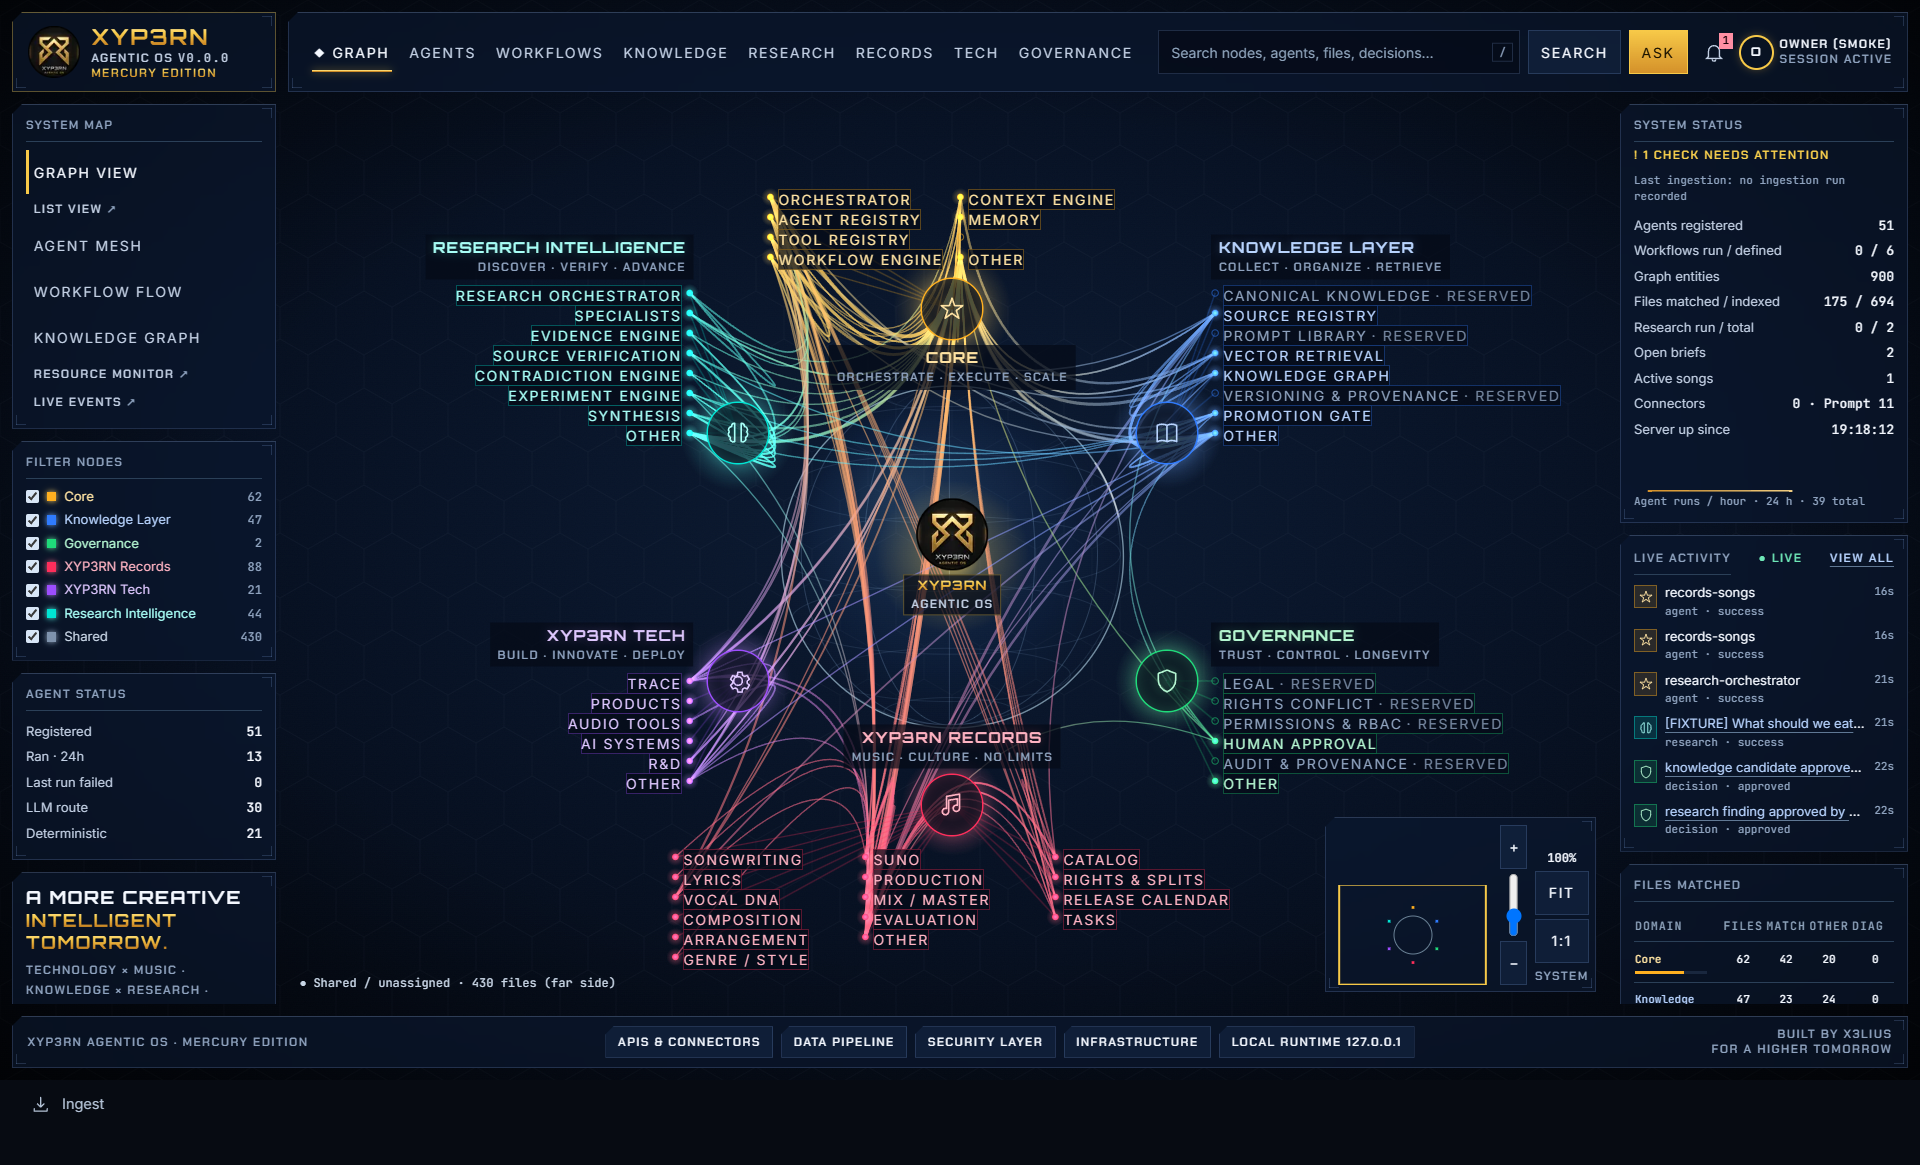 XYP3RN
AGENTIC OS V0.0.0
MERCURY EDITION
◆ GRAPH AGENTS WORKFLOWS KNOWLEDGE RESEARCH RECORDS TECH GOVERNANCE
Search nodes, agents, files, decisions... /
SEARCH
ASK
1
OWNER (SMOKE)
SESSION ACTIVE
SYSTEM MAP
GRAPH VIEW
LIST VIEW ↗
AGENT MESH
WORKFLOW FLOW
KNOWLEDGE GRAPH
RESOURCE MONITOR ↗
LIVE EVENTS ↗
FILTER NODES
Core 62
Knowledge Layer 47
Governance 2
XYP3RN Records 88
XYP3RN Tech 21
Research Intelligence 44
Shared 430
AGENT STATUS
Registered 51
Ran · 24h 13
Last run failed 0
LLM route 30
Deterministic 21
A MORE CREATIVE
INTELLIGENT
TOMORROW.
TECHNOLOGY × MUSIC ·
KNOWLEDGE × RESEARCH ·
ORCHESTRATOR
AGENT REGISTRY
TOOL REGISTRY
WORKFLOW ENGINE
CONTEXT ENGINE
MEMORY
OTHER
RESEARCH INTELLIGENCE
DISCOVER · VERIFY · ADVANCE
RESEARCH ORCHESTRATOR
SPECIALISTS
EVIDENCE ENGINE
SOURCE VERIFICATION
CONTRADICTION ENGINE
EXPERIMENT ENGINE
SYNTHESIS
OTHER
CORE
ORCHESTRATE · EXECUTE · SCALE
KNOWLEDGE LAYER
COLLECT · ORGANIZE · RETRIEVE
CANONICAL KNOWLEDGE · RESERVED
SOURCE REGISTRY
PROMPT LIBRARY · RESERVED
VECTOR RETRIEVAL
KNOWLEDGE GRAPH
VERSIONING & PROVENANCE · RESERVED
PROMOTION GATE
OTHER
XYP3RN
AGENTIC OS
XYP3RN TECH
BUILD · INNOVATE · DEPLOY
TRACE
PRODUCTS
AUDIO TOOLS
AI SYSTEMS
R&D
OTHER
GOVERNANCE
TRUST · CONTROL · LONGEVITY
LEGAL · RESERVED
RIGHTS CONFLICT · RESERVED
PERMISSIONS & RBAC · RESERVED
HUMAN APPROVAL
AUDIT & PROVENANCE · RESERVED
OTHER
XYP3RN RECORDS
MUSIC · CULTURE · NO LIMITS
SONGWRITING
LYRICS
VOCAL DNA
COMPOSITION
ARRANGEMENT
GENRE / STYLE
SUNO
PRODUCTION
MIX / MASTER
EVALUATION
OTHER
CATALOG
RIGHTS & SPLITS
RELEASE CALENDAR
TASKS
● Shared / unassigned · 430 files (far side)
+
100%
FIT
1:1
−
SYSTEM
SYSTEM STATUS
! 1 CHECK NEEDS ATTENTION
Last ingestion: no ingestion run
recorded
Agents registered 51
Workflows run / defined 0 / 6
Graph entities 900
Files matched / indexed 175 / 694
Research run / total 0 / 2
Open briefs 2
Active songs 1
Connectors 0 · Prompt 11
Server up since 19:18:12
Agent runs / hour · 24 h · 39 total
LIVE ACTIVITY ● LIVE VIEW ALL
records-songs 16s
agent · success
records-songs 16s
agent · success
research-orchestrator 21s
agent · success
[FIXTURE] What should we eat... 21s
research · success
knowledge candidate approve... 22s
decision · approved
research finding approved by ... 22s
decision · approved
FILES MATCHED
DOMAIN FILES MATCH OTHER DIAG
Core 62 42 20 0
Knowledge 47 23 24 0
XYP3RN AGENTIC OS · MERCURY EDITION
APIS & CONNECTORS
DATA PIPELINE
SECURITY LAYER
INFRASTRUCTURE
LOCAL RUNTIME 127.0.0.1
BUILT BY X3LIUS
FOR A HIGHER TOMORROW
Ingest